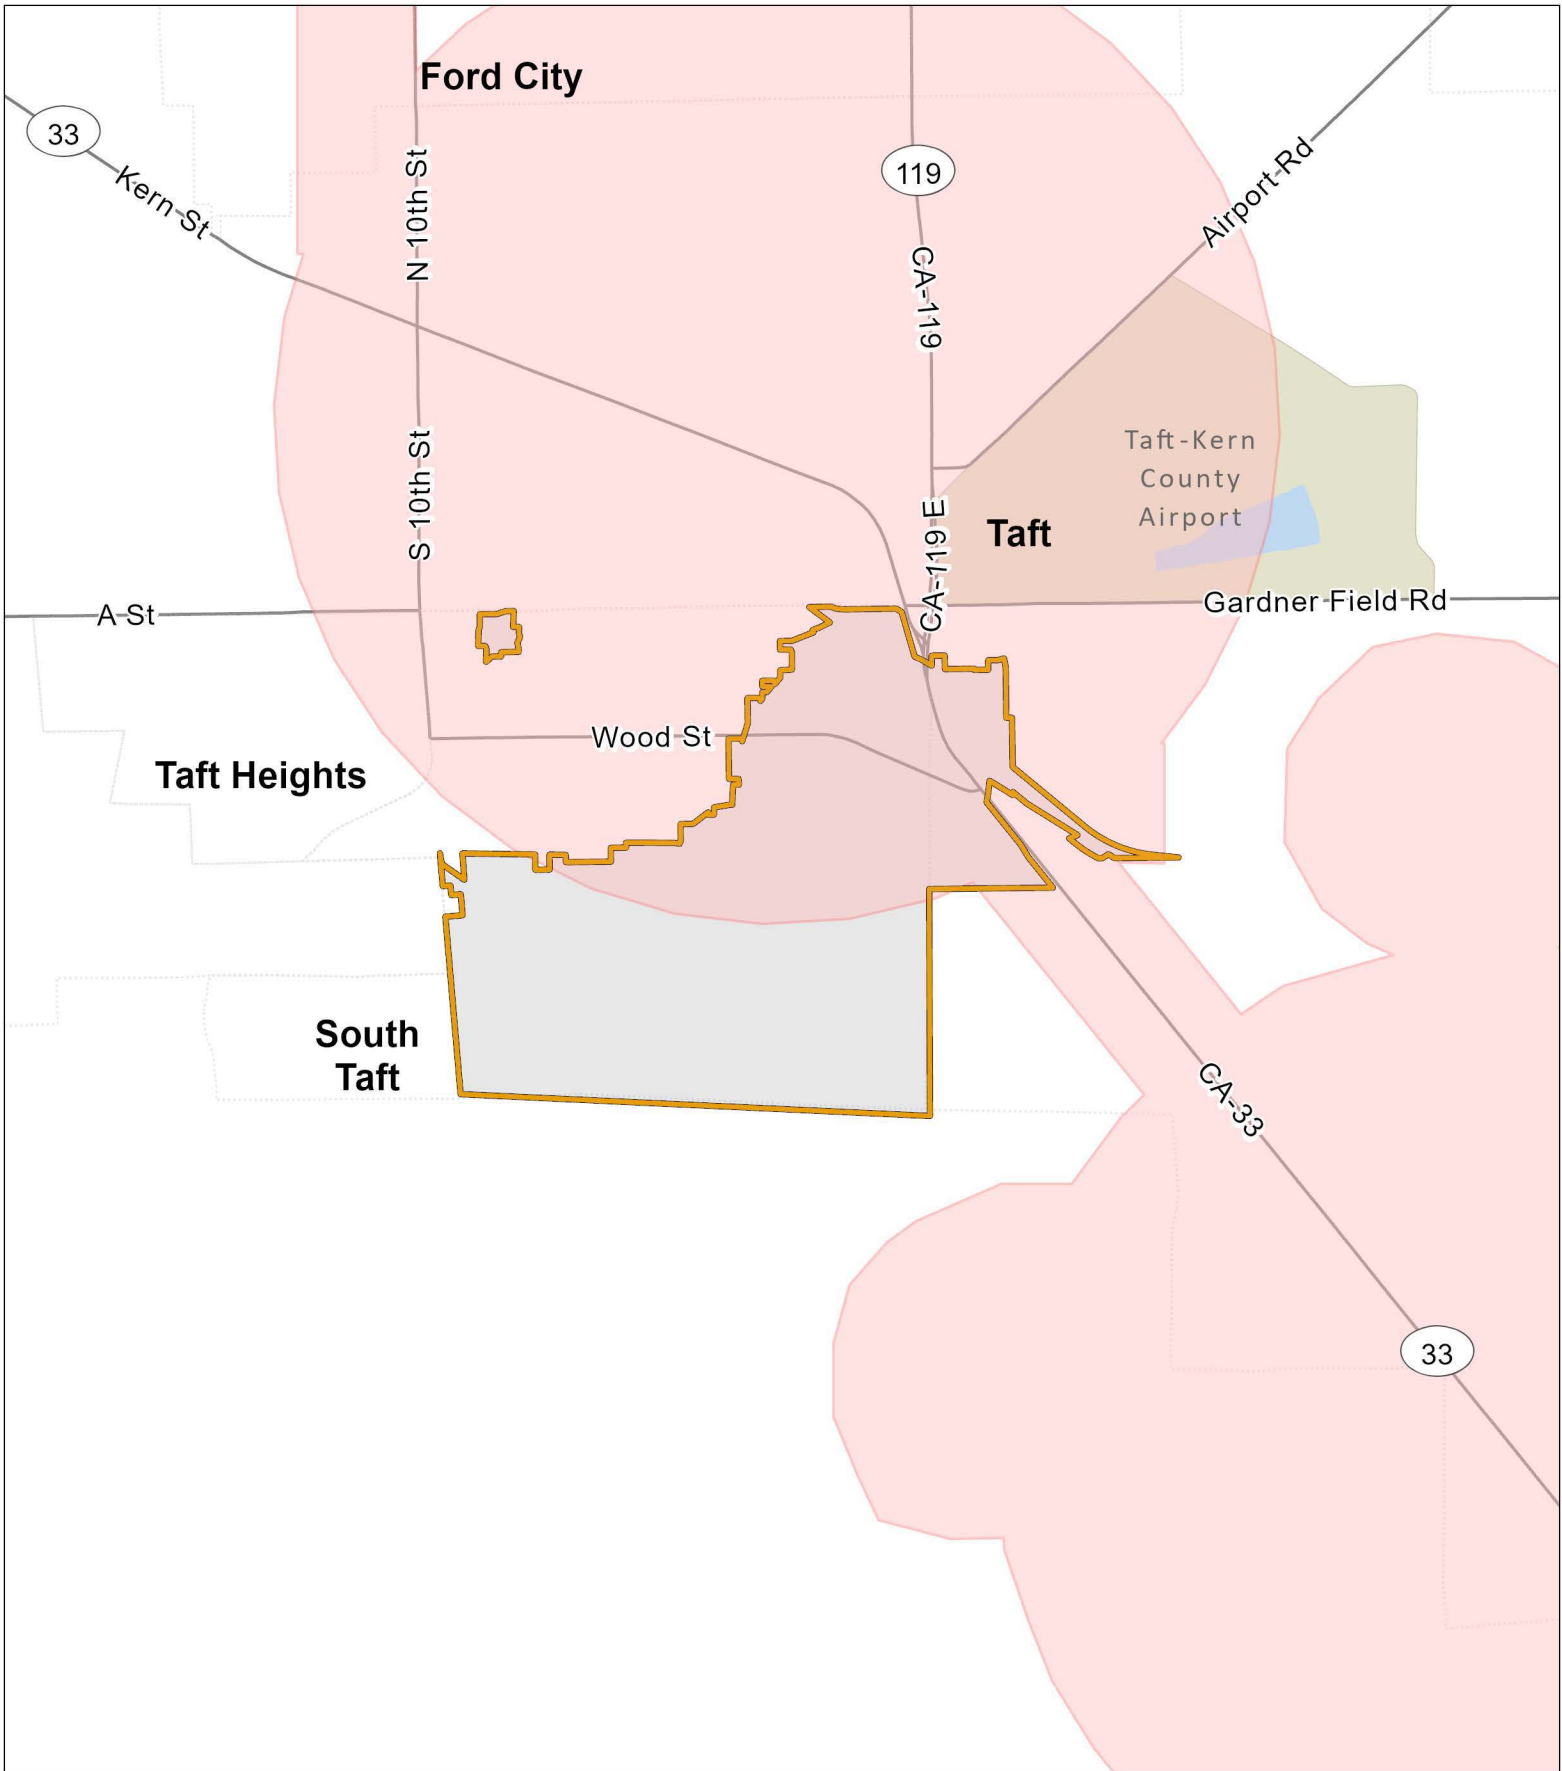 Ford City
33
Kern St
N 10th St
119
CA-119
Airport Rd
Taft-Kern
County
Airport
S 10th St
CA-119 E
Taft
A St
Gardner Field Rd
Wood St
Taft Heights
South
Taft
CA-33
33